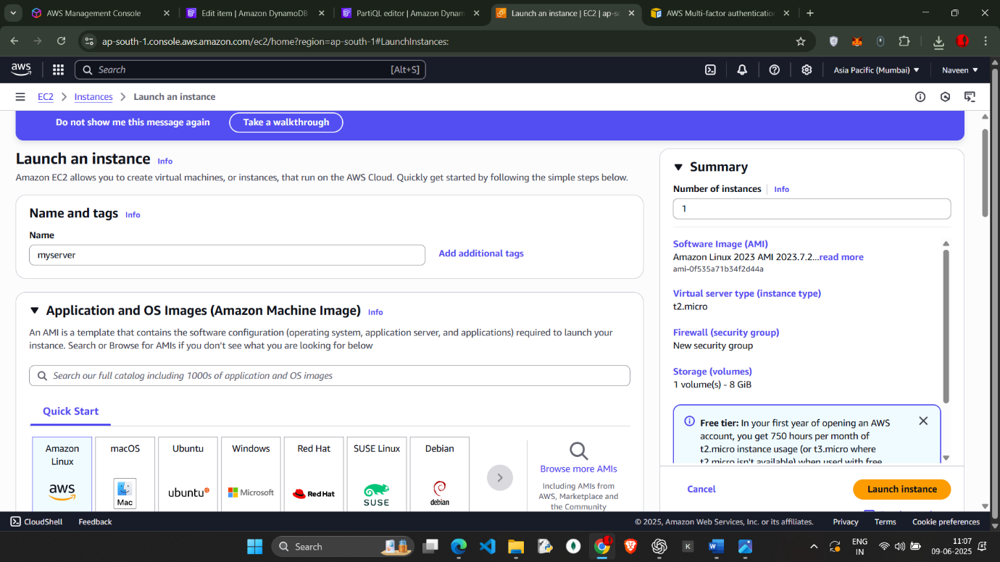 AWS Management Console
Edit item | Amazon DynamoDB
PartiQL editor | Amazon Dynam
Launch an instance | EC2 | ap-so
AWS Multi-factor authentication
ap-south-1.console.aws.amazon.com/ec2/home?region=ap-south-1#LaunchInstances:
aws
Search
[Alt+S]
Asia Pacific (Mumbai)
Naveen
EC2
Instances
Launch an instance
Do not show me this message again
Take a walkthrough
Launch an instance
Info
Amazon EC2 allows you to create virtual machines, or instances, that run on the AWS Cloud. Quickly get started by following the simple steps below.
Name and tags
Info
Name
myserver
Add additional tags
Application and OS Images (Amazon Machine Image)
Info
An AMI is a template that contains the software configuration (operating system, application server, and applications) required to launch your
instance. Search or Browse for AMIs if you don't see what you are looking for below
Search our full catalog including 1000s of application and OS images
Quick Start
Amazon
Linux
aws
macOS
Mac
Ubuntu
ubuntu
Windows
Microsoft
Red Hat
Red Hat
SUSE Linux
SUSE
Debian
debian
Browse more AMIs
Including AMIs from
AWS, Marketplace and
the Community
Summary
Number of instances
Info
1
Software Image (AMI)
Amazon Linux 2023 AMI 2023.7.2...read more
ami-0f535a71b34f2d44a
Virtual server type (instance type)
t2.micro
Firewall (security group)
New security group
Storage (volumes)
1 volume(s) - 8 GiB
Free tier: In your first year of opening an AWS
account, you get 750 hours per month of
t2.micro instance usage (or t3.micro where
t2.micro isn't available) when used with free
Cancel
Launch instance
CloudShell
Feedback
© 2025, Amazon Web Services, Inc. or its affiliates.
Privacy
Terms
Cookie preferences
Search
K
ENG
IN
11:07
09-06-2025